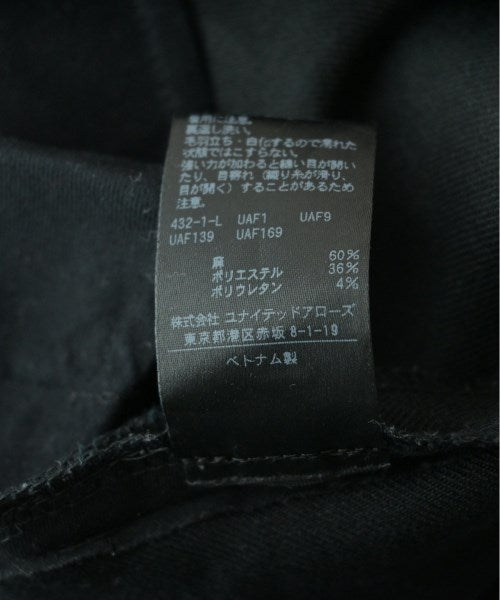 着用に注意。
裏返し洗い。
毛羽立ち・白化するので濡れた
状態ではこすらない。
強い力が加わると縫い目が開い
たり、目寄れ(織り糸が滑り、
目が開く)することがあるため
注意。
432-1-L UAF1 UAF9
UAF139 UAF169
麻 60%
ポリエステル 36%
ポリウレタン 4%
株式会社 ユナイテッドアローズ
東京都港区赤坂 8-1-19
ベトナム製